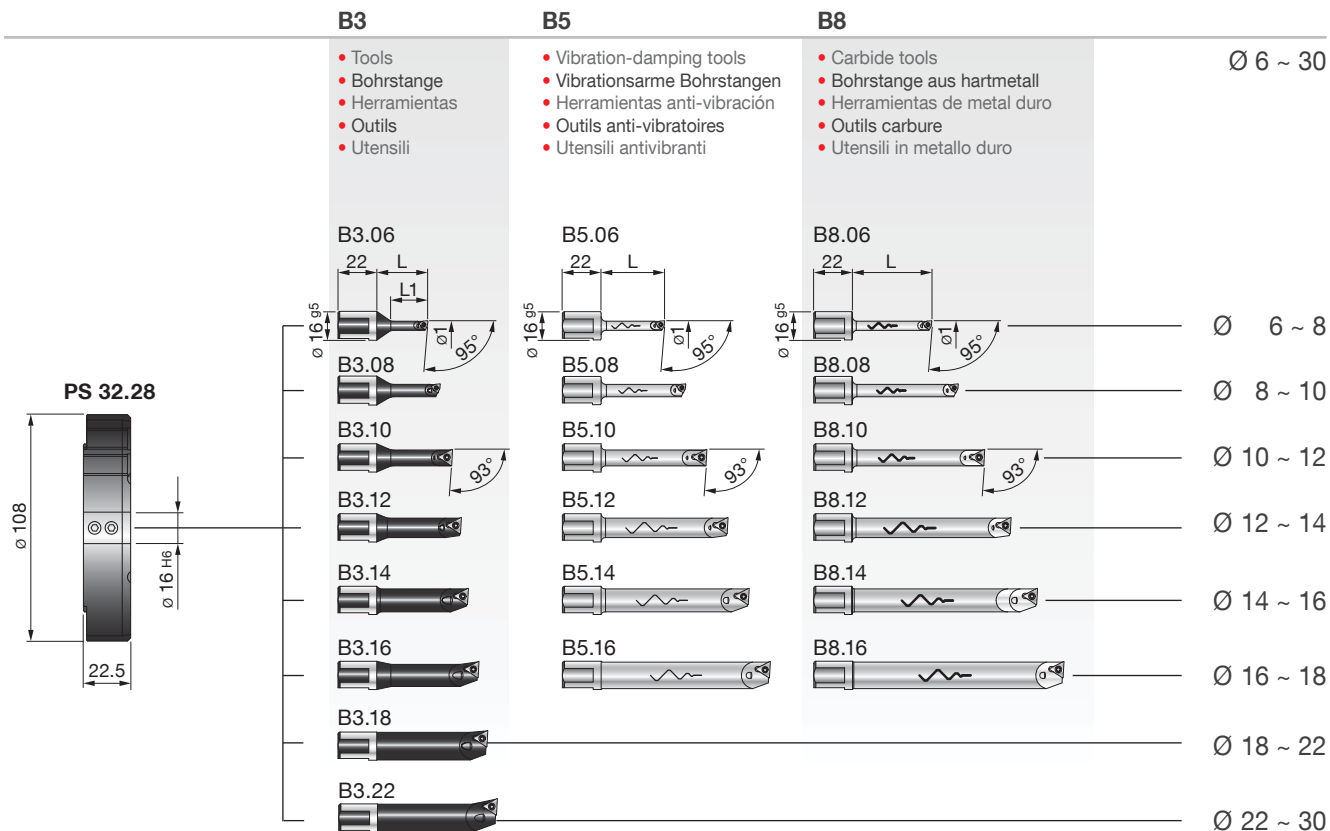 B3 B5 B8
• Tools
• Bohrstange
• Herramientas
• Outils
• Utensili
• Vibration-damping tools
• Vibrationsarme Bohrstangen
• Herramientas anti-vibración
• Outils anti-vibratoires
• Utensili antivibranti
• Carbide tools
• Bohrstange aus hartmetall
• Herramientas de metal duro
• Outils carbure
• Utensili in metallo duro
Ø 6 ~ 30
B3.06 B5.06 B8.06
22 L 22 L 22 L
L1
ø 16 g5 ø1 95° ø 16 g5 ø1 95° ø 16 g5 ø1 95° Ø 6 ~ 8
B3.08 B5.08 B8.08 Ø 8 ~ 10
PS 32.28
B3.10 93° B5.10 93° B8.10 93° Ø 10 ~ 12
ø 108
ø 16 H6
22.5
B3.12 B5.12 B8.12 Ø 12 ~ 14
B3.14 B5.14 B8.14 Ø 14 ~ 16
B3.16 B5.16 B8.16 Ø 16 ~ 18
B3.18 Ø 18 ~ 22
B3.22 Ø 22 ~ 30